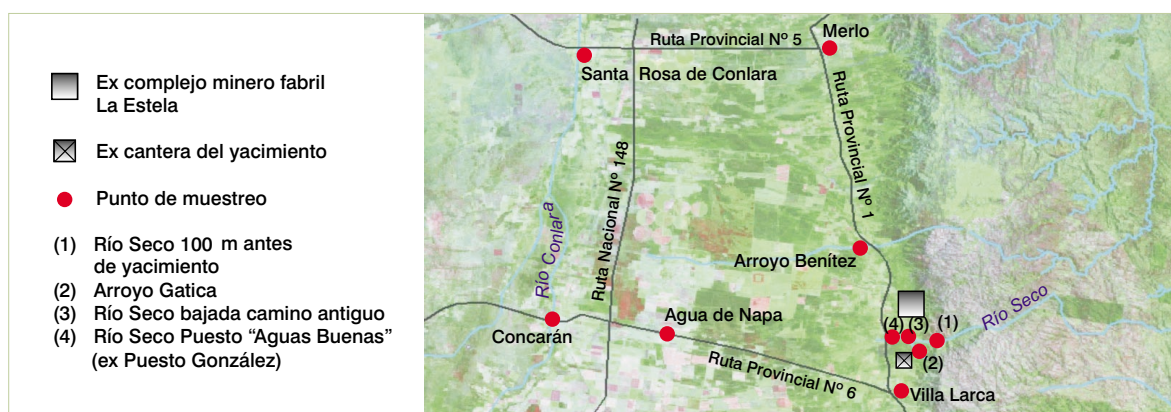 Ex complejo minero fabril
La Estela
Ex cantera del yacimiento
Punto de muestreo
(1) Río Seco 100 m antes
de yacimiento
(2) Arroyo Gatica
(3) Río Seco bajada camino antiguo
(4) Río Seco Puesto “Aguas Buenas”
(ex Puesto González)
Ruta Provincial Nº 5
Merlo
Santa Rosa de Conlara
Ruta Provincial Nº 1
Ruta Nacional Nº 148
Río Conlara
Arroyo Benítez
Río Seco
Agua de Napa
Concarán
(4) (3) (1)
(2)
Ruta Provincial Nº 6
Villa Larca